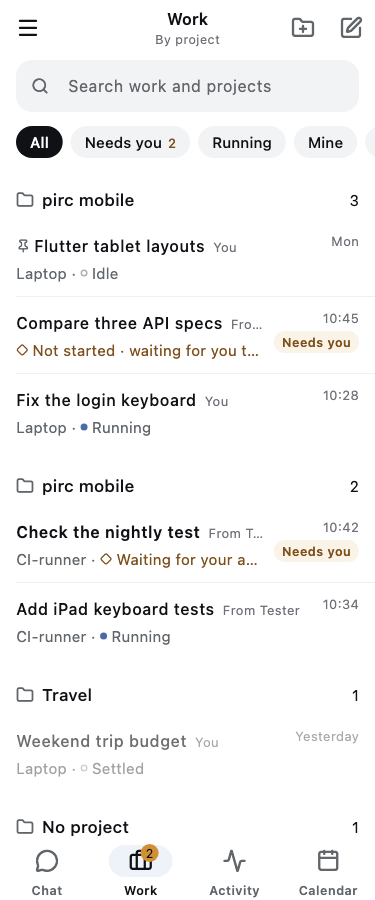 Work
By project
Search work and projects
All
Needs you 2
Running
Mine
pirc mobile 3
Flutter tablet layouts You Mon
Laptop · Idle
Compare three API specs Fro... 10:45
Not started · waiting for you t... Needs you
Fix the login keyboard You 10:28
Laptop · Running
pirc mobile 2
Check the nightly test From T... 10:42
CI-runner · Waiting for your a... Needs you
Add iPad keyboard tests From Tester 10:34
CI-runner · Running
Travel 1
Weekend trip budget You Yesterday
Laptop · Settled
No project 1
2
Chat Work Activity Calendar